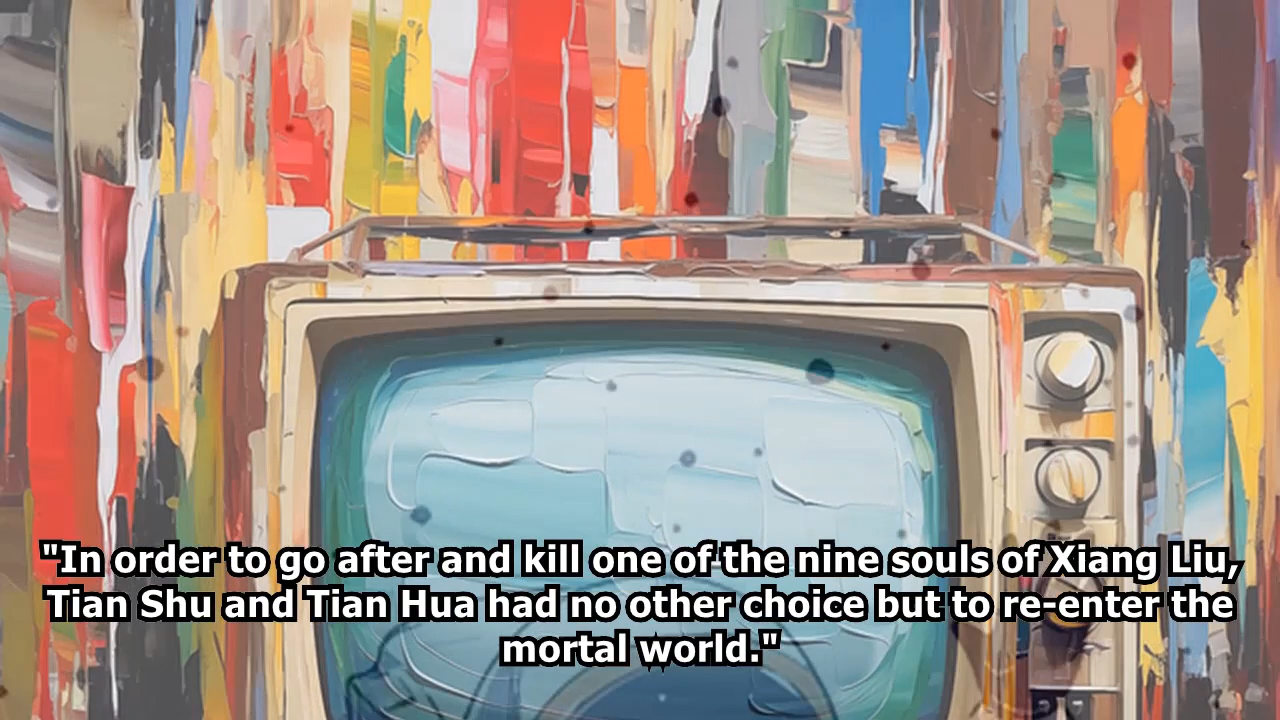 "In order to go after and kill one of the nine souls of Xiang Liu,
Tian Shu and Tian Hua had no other choice but to re-enter the
mortal world."